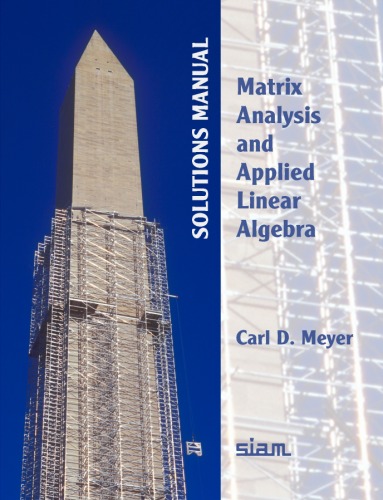 SOLUTIONS MANUAL
Matrix
Analysis
and
Applied
Linear
Algebra
Carl D. Meyer
siam